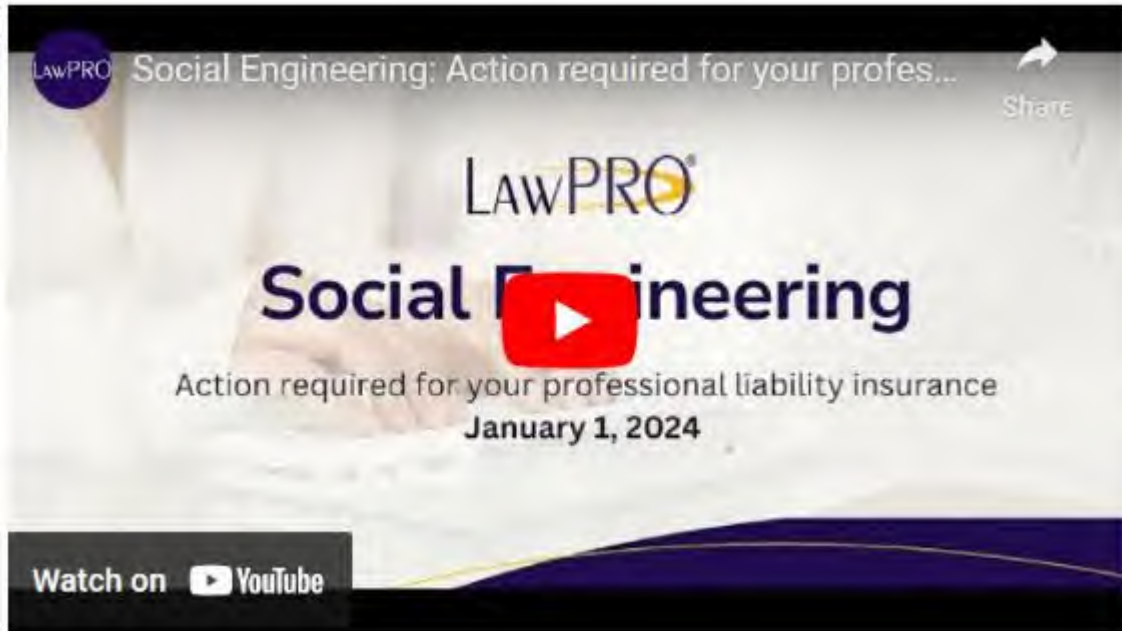 LAWPRO
Social Engineering: Action required for your profes...
Share
LAWPRO®
Social Engineering
Action required for your professional liability insurance
January 1, 2024
Watch on YouTube